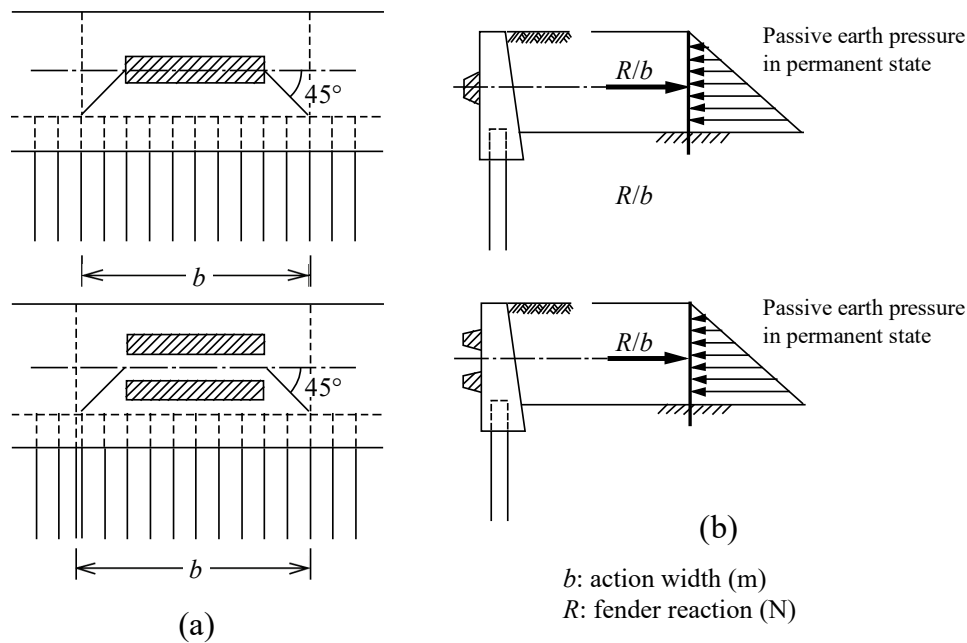 45°
b
R/b
Passive earth pressure
in permanent state
R/b
45°
b
(a)
R/b
Passive earth pressure
in permanent state
(b)
b: action width (m)
R: fender reaction (N)